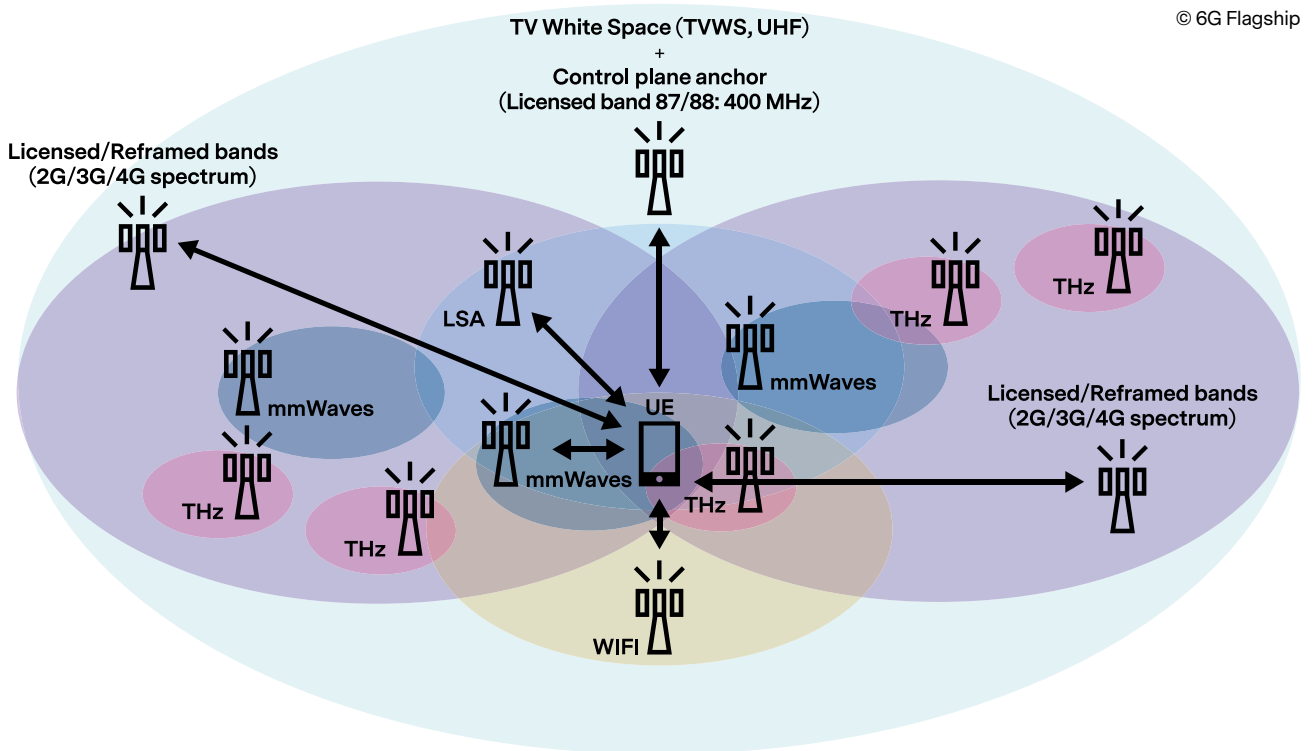 © 6G Flagship
TV White Space (TVWS, UHF)
+
Control plane anchor
(Licensed band 87/88: 400 MHz)
Licensed/Reframed bands
(2G/3G/4G spectrum)
THz
LSA
THz
mmWaves
mmWaves
Licensed/Reframed bands
(2G/3G/4G spectrum)
UE
mmWaves
THz
THz
THz
WIFI